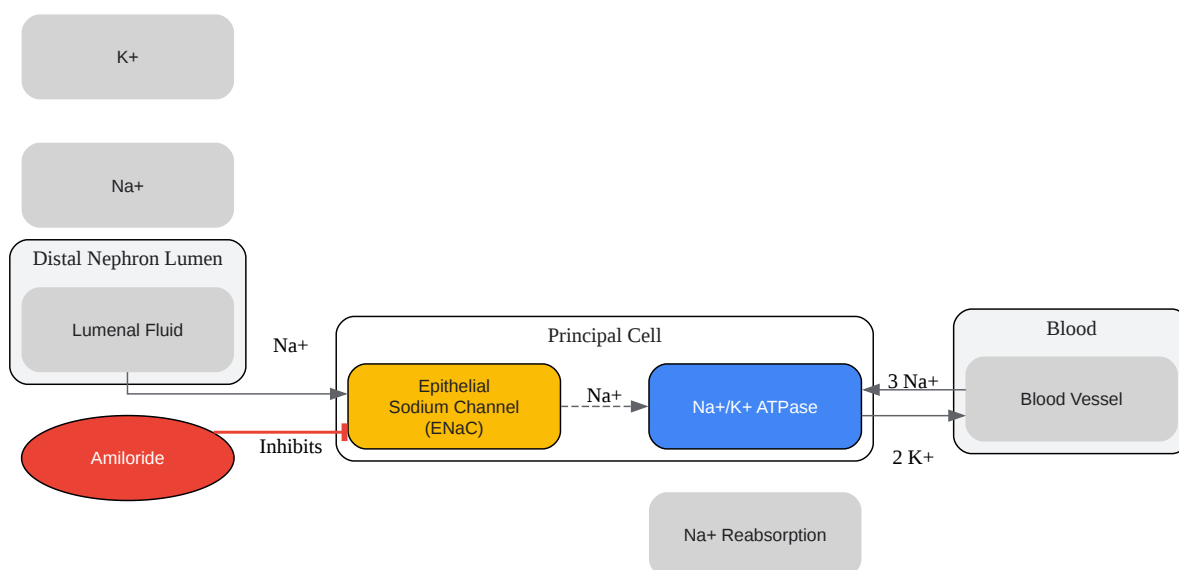 K+
Na+
Distal Nephron Lumen
Lumenal Fluid
Na+
Principal Cell
Blood
Epithelial
Sodium Channel
(ENaC)
Na+
Na+/K+ ATPase
3 Na+
Blood Vessel
Amiloride
Inhibits
2 K+
Na+ Reabsorption